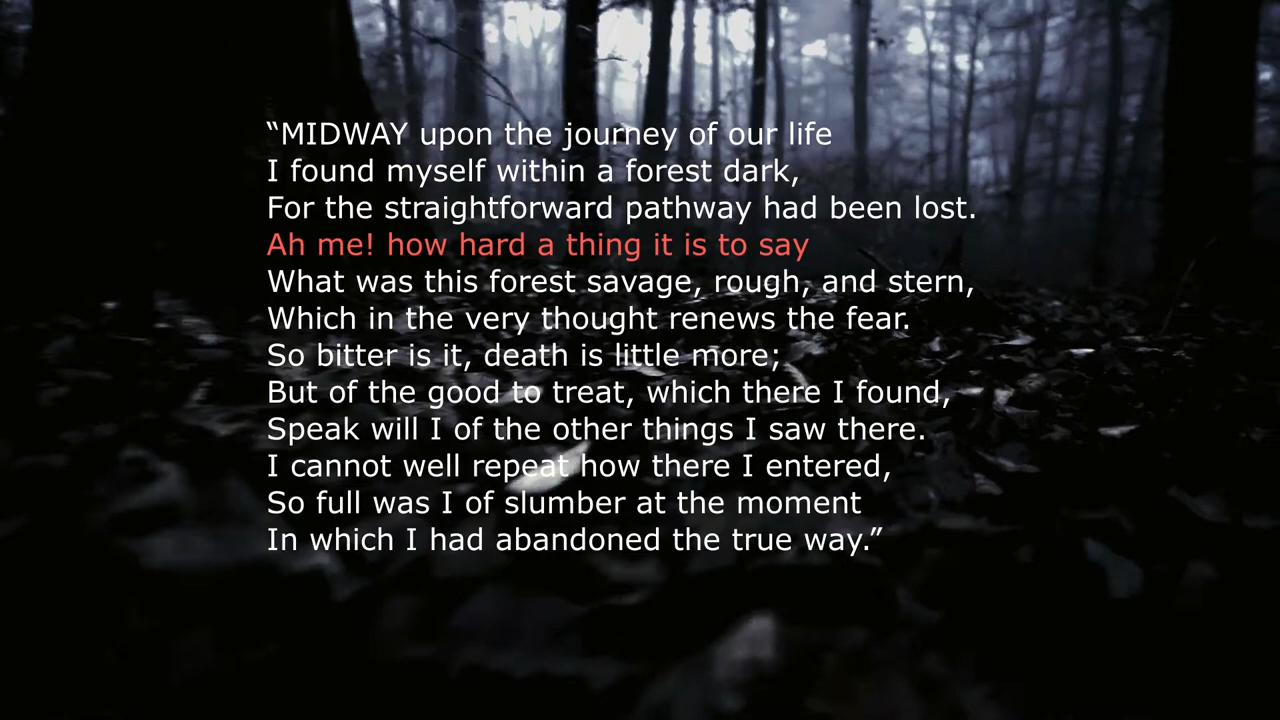 “MIDWAY upon the journey of our life
I found myself within a forest dark,
For the straightforward pathway had been lost.
Ah me! how hard a thing it is to say
What was this forest savage, rough, and stern,
Which in the very thought renews the fear.
So bitter is it, death is little more;
But of the good to treat, which there I found,
Speak will I of the other things I saw there.
I cannot well repeat how there I entered,
So full was I of slumber at the moment
In which I had abandoned the true way.”